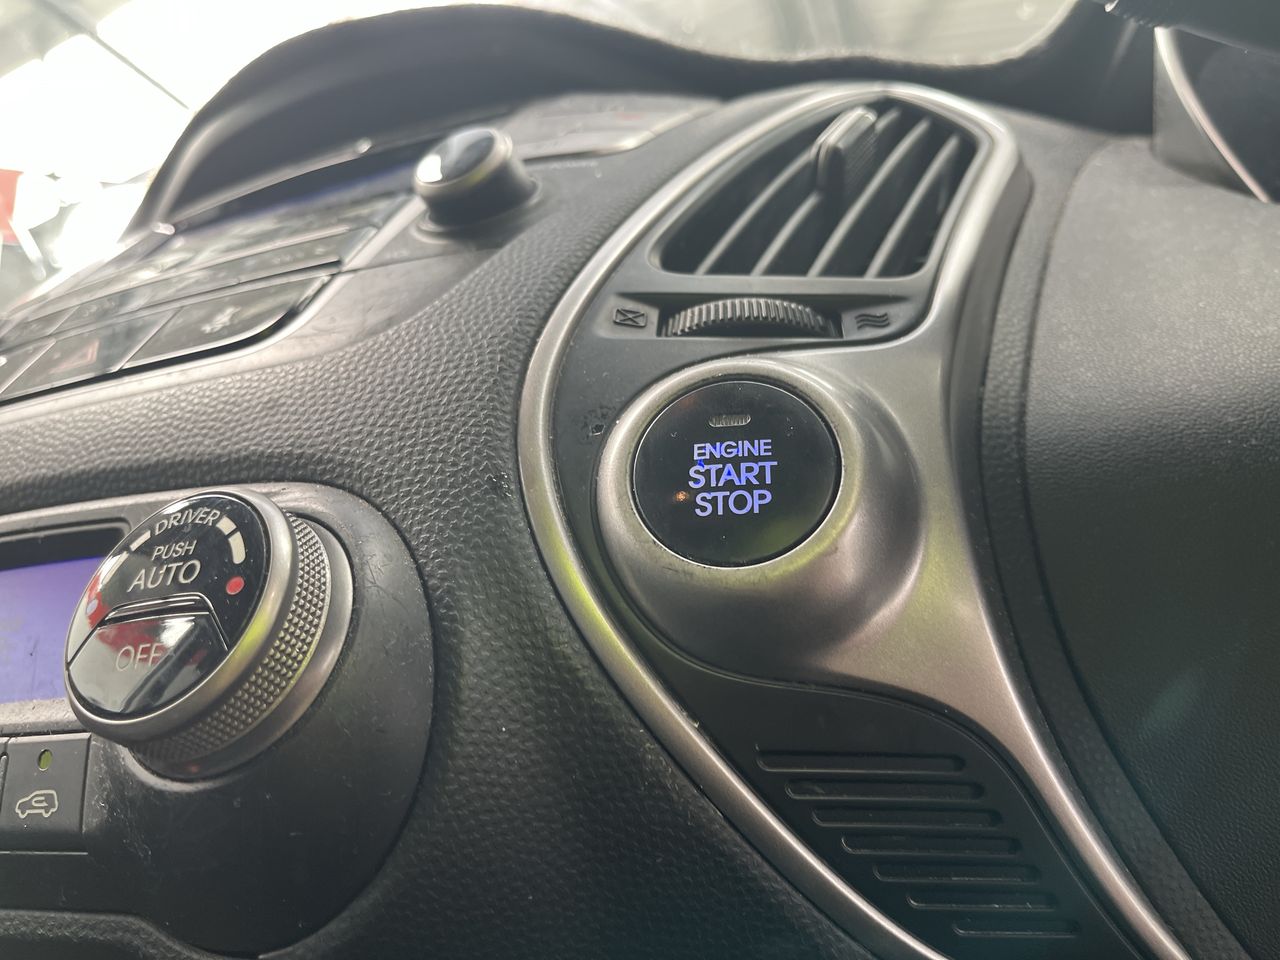 ENGINE
START
STOP
DRIVER
PUSH
AUTO
OFF